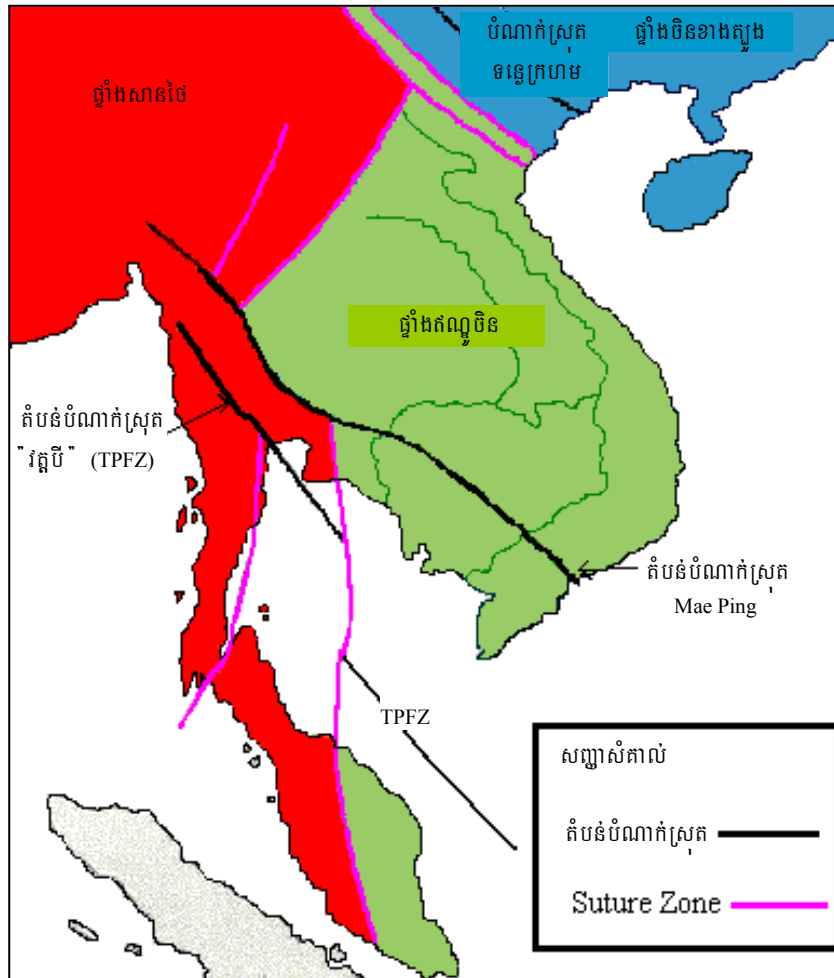 បំណាក់ស្រុត
ទន្លេក្រហម
ផ្ទាំងចិនខាងត្បូង
ផ្ទាំងសានថៃ
ផ្ទាំងឥណ្ឌូចិន
តំបន់បំណាក់ស្រុត
"វត្តបី" (TPFZ)
តំបន់បំណាក់ស្រុត
Mae Ping
TPFZ
សញ្ញាសំគាល់
តំបន់បំណាក់ស្រុត
Suture Zone